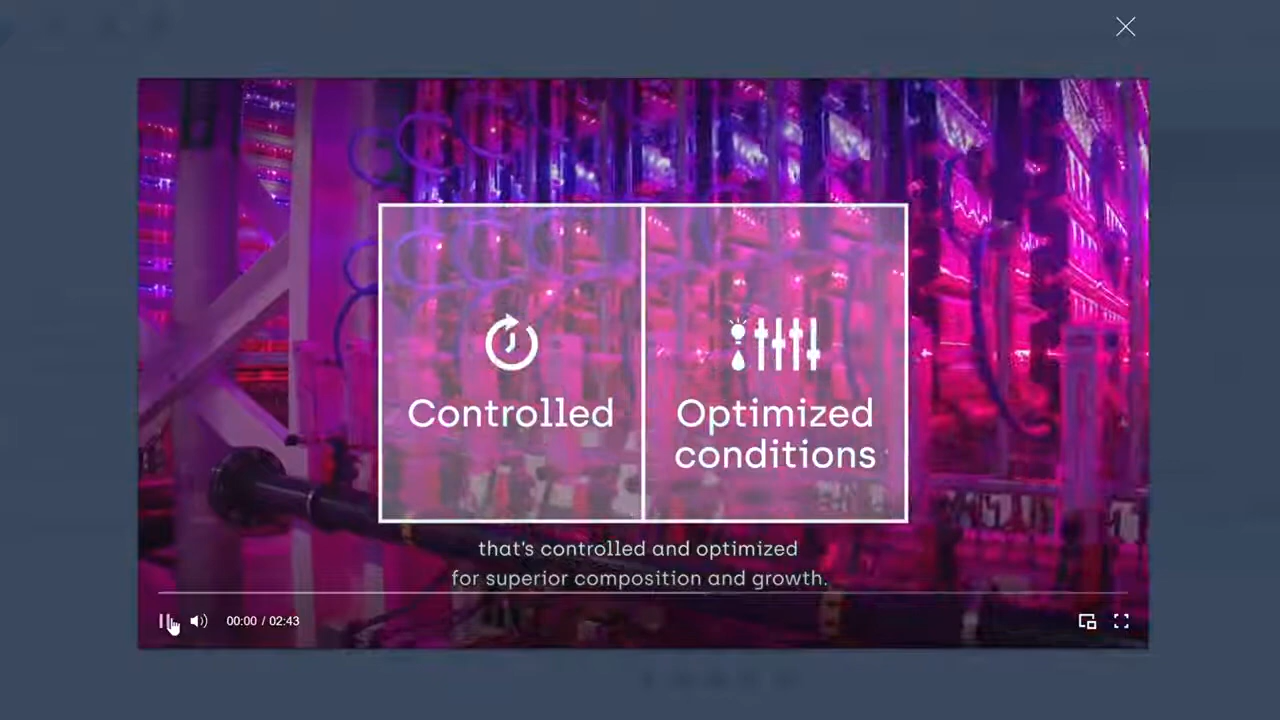 Controlled
Optimized
conditions
that's controlled and optimized
for superior composition and growth.
00:00 / 02:43